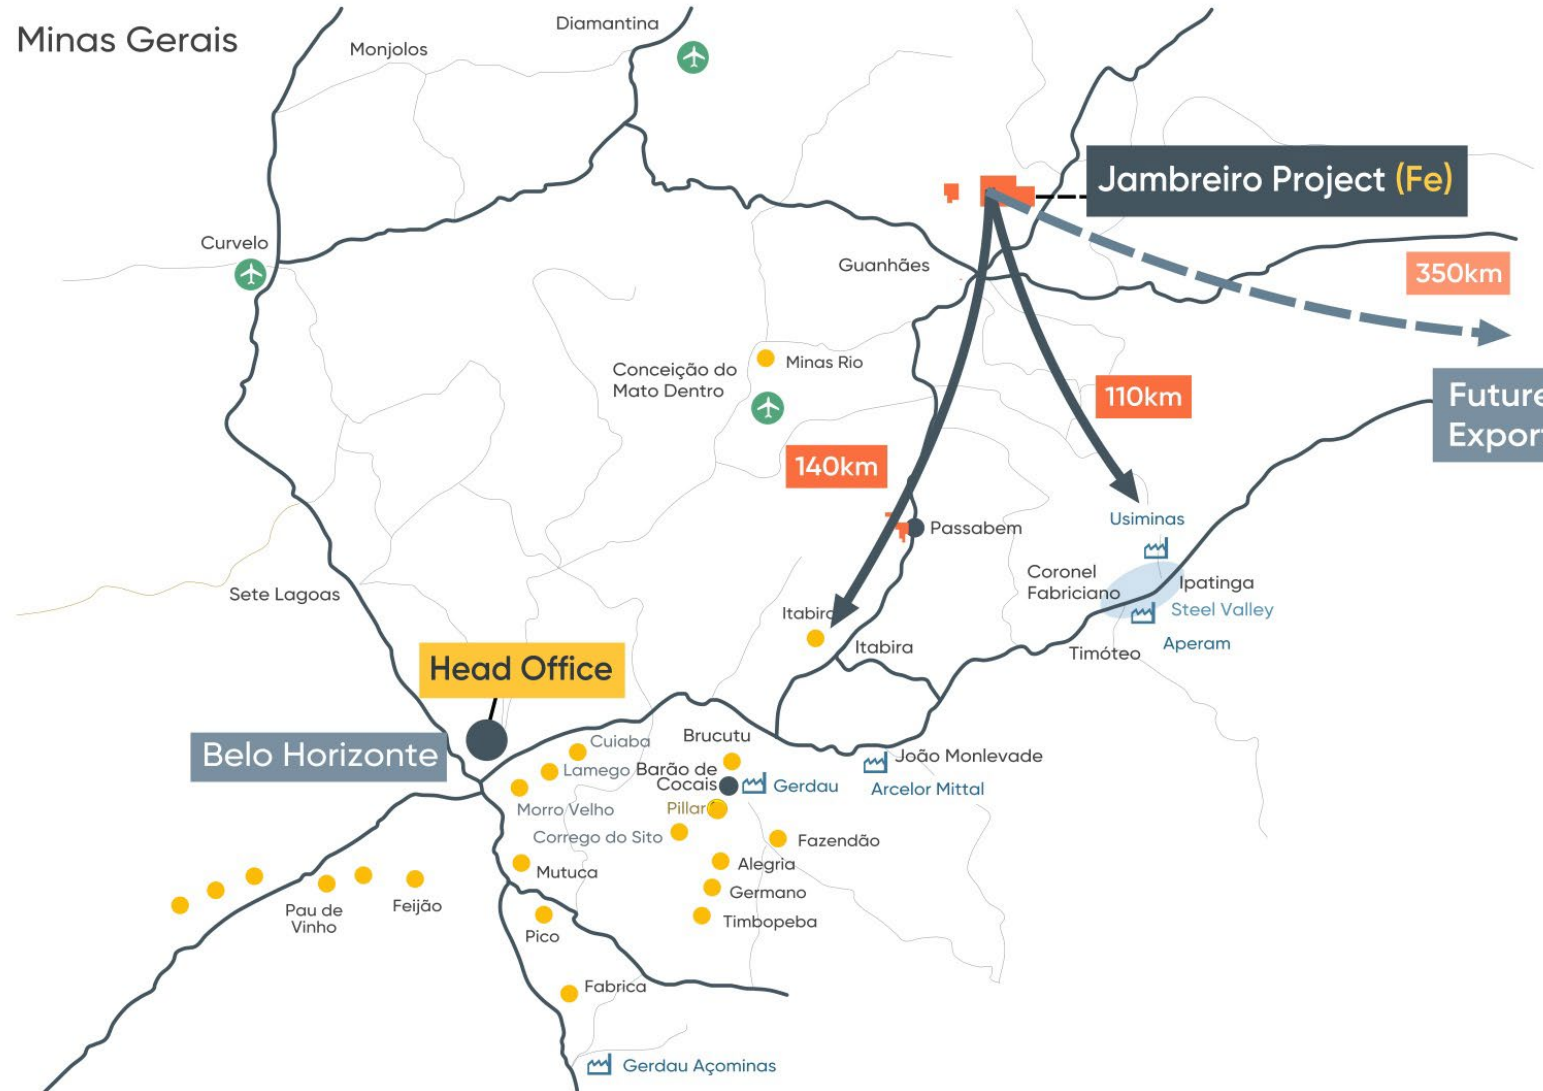 Minas Gerais
Diamantina
Monjolos
Jambreiro Project (Fe)
Curvelo
Guanhães
350km
Minas Rio
Conceição do
Mato Dentro
110km
Future
Export
140km
Usiminas
Passabem
Coronel
Fabriciano
Ipatinga
Sete Lagoas
Steel Valley
Itabira
Itabira
Aperam
Timóteo
Head Office
Belo Horizonte
Cuiaba
Brucutu
João Monlevade
Lamego
Barão de
Cocais
Gerdau
Arcelor Mittal
Morro Velho
Pillar
Corrego do Sito
Fazendão
Alegria
Mutuca
Germano
Feijão
Pau de
Vinho
Timbopeba
Pico
Fabrica
Gerdau Açominas